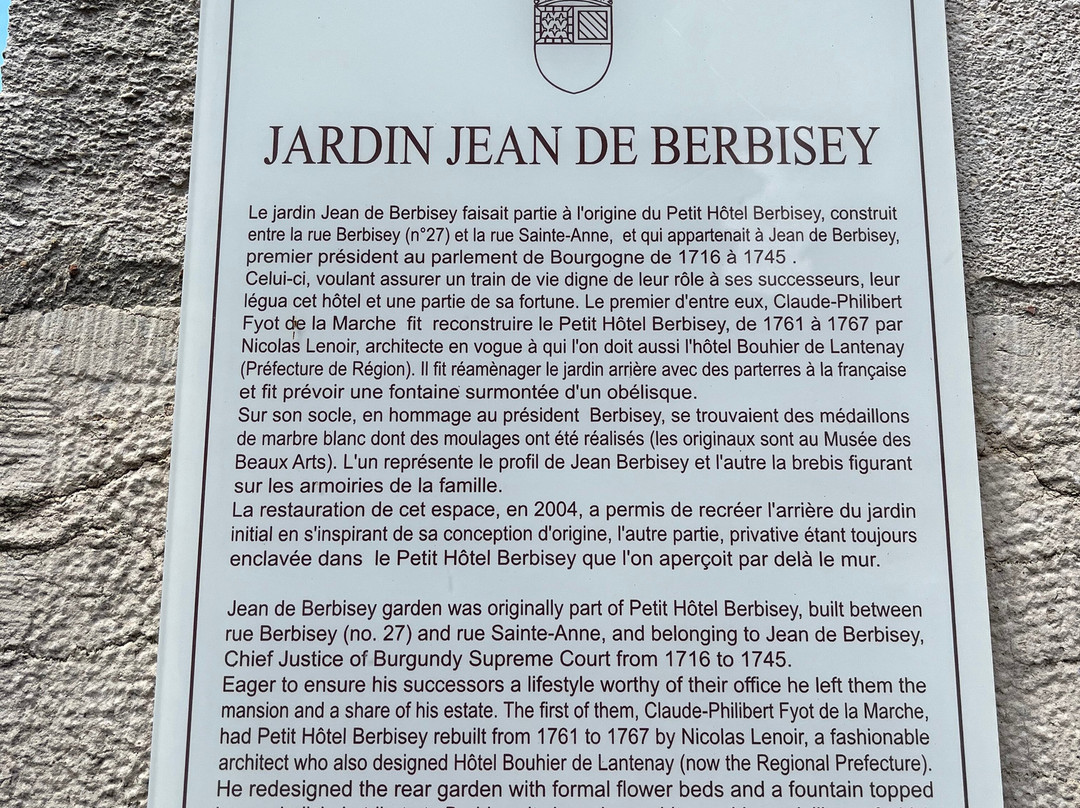 JARDIN JEAN DE BERBISEY
Le jardin Jean de Berbisey faisait partie à l'origine du Petit Hôtel Berbisey, construit
entre la rue Berbisey (n°27) et la rue Sainte-Anne, et qui appartenait à Jean de Berbisey,
premier président au parlement de Bourgogne de 1716 à 1745 .
Celui-ci, voulant assurer un train de vie digne de leur rôle à ses successeurs, leur
légua cet hôtel et une partie de sa fortune. Le premier d'entre eux, Claude-Philibert
Fyot de la Marche fit reconstruire le Petit Hôtel Berbisey, de 1761 à 1767 par
Nicolas Lenoir, architecte en vogue à qui l'on doit aussi l'hôtel Bouhier de Lantenay
(Préfecture de Région). Il fit réamènager le jardin arrière avec des parterres à la française
et fit prévoir une fontaine surmontée d'un obélisque.
Sur son socle, en hommage au président Berbisey, se trouvaient des médaillons
de marbre blanc dont des moulages ont été réalisés (les originaux sont au Musée des
Beaux Arts). L'un représente le profil de Jean Berbisey et l'autre la brebis figurant
sur les armoiries de la famille.
La restauration de cet espace, en 2004, a permis de recréer l'arrière du jardin
initial en s'inspirant de sa conception d'origine, l'autre partie, privative étant toujours
enclavée dans le Petit Hôtel Berbisey que l'on aperçoit par delà le mur.
Jean de Berbisey garden was originally part of Petit Hôtel Berbisey, built between
rue Berbisey (no. 27) and rue Sainte-Anne, and belonging to Jean de Berbisey,
Chief Justice of Burgundy Supreme Court from 1716 to 1745.
Eager to ensure his successors a lifestyle worthy of their office he left them the
mansion and a share of his estate. The first of them, Claude-Philibert Fyot de la Marche,
had Petit Hôtel Berbisey rebuilt from 1761 to 1767 by Nicolas Lenoir, a fashionable
architect who also designed Hôtel Bouhier de Lantenay (now the Regional Prefecture).
He redesigned the rear garden with formal flower beds and a fountain topped